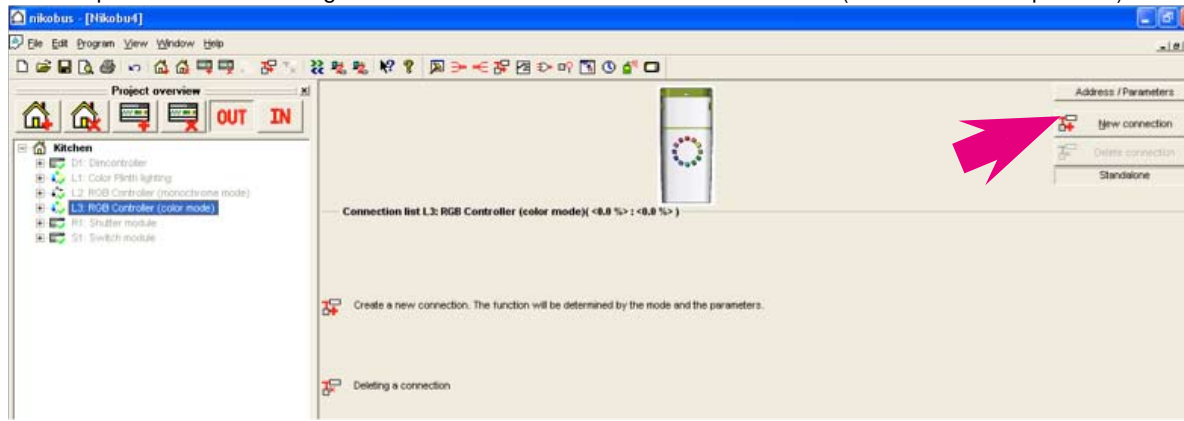 nikobus - [Nikobu4]
File Edit Program View Window Help
Project overview
OUT IN
Kitchen
D1: Dimcontroller
L1: Color Plinth lighting
L2: RGB Controller (monochrome mode)
L3: RGB Controller (color mode)
R1: Shutter module
S1: Switch module
Address / Parameters
New connection
Delete connection
Standalone
Connection list L3: RGB Controller (color mode)( <0.0 %> : <0.0 %> )
Create a new connection. The function will be determined by the mode and the parameters.
Deleting a connection